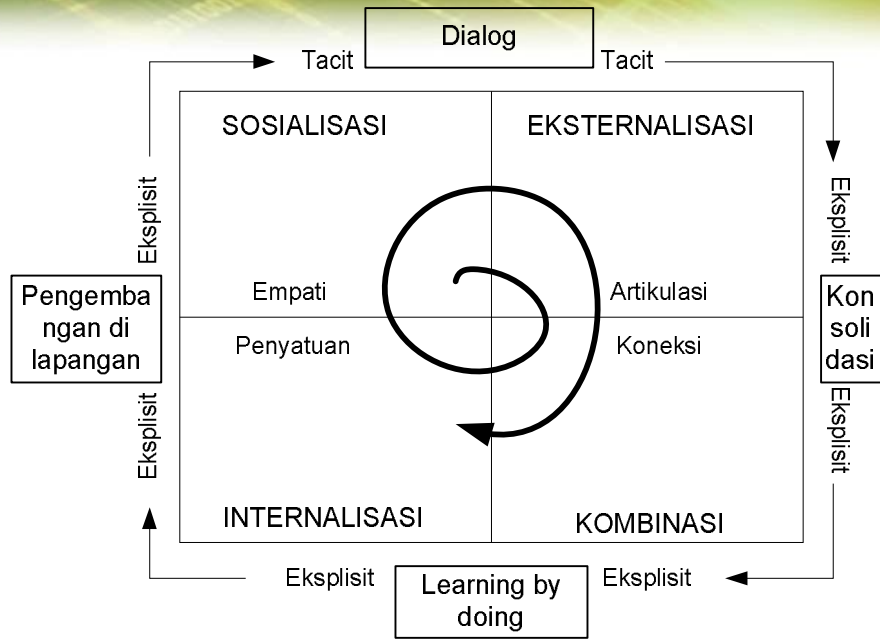 Dialog
Tacit
Tacit
SOSIALISASI
EKSTERNALISASI
Eksplisit
Eksplisit
Pengemba
ngan di
lapangan
Empati
Artikulasi
Kon
soli
dasi
Penyatuan
Koneksi
Eksplisit
Eksplisit
INTERNALISASI
KOMBINASI
Eksplisit
Learning by
doing
Eksplisit